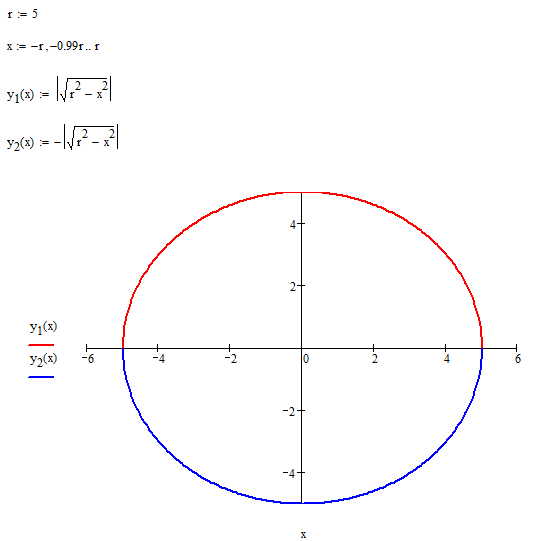 r := 5
x := −r, −0.99r .. r
y₁(x) := |√(r² − x²)|
y₂(x) := −|√(r² − x²)|
4
2
y₁(x)
y₂(x)
−6 −4 −2 0 2 4 6
−2
−4
x